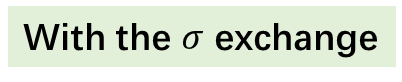 With the σ exchange